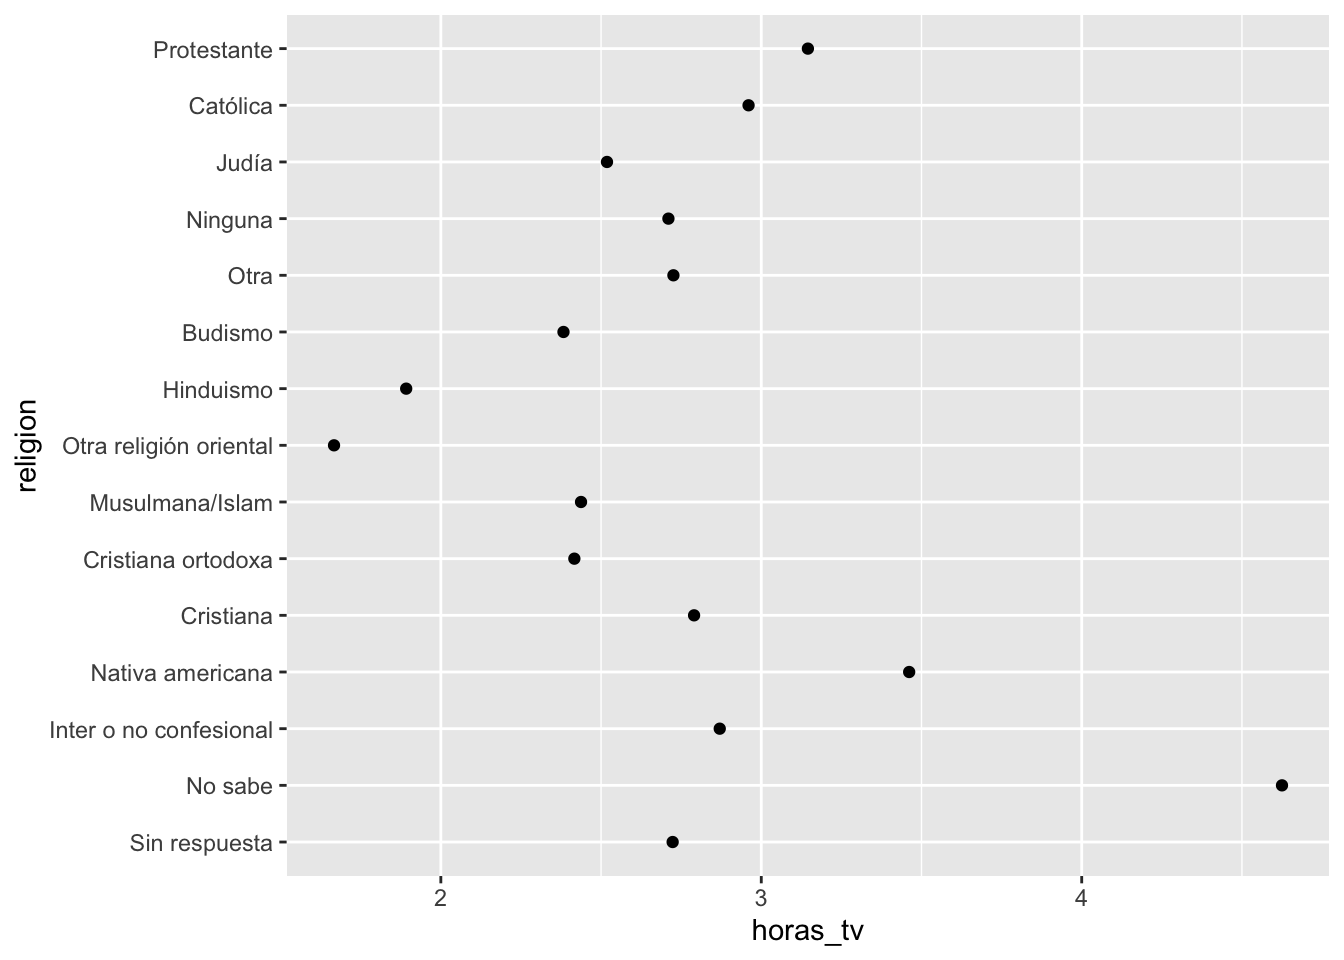 Protestante
Católica
Judía
Ninguna
Otra
Budismo
Hinduismo
Otra religión oriental
Musulmana/Islam
Cristiana ortodoxa
Cristiana
Nativa americana
Inter o no confesional
No sabe
Sin respuesta
religion
2 3 4
horas_tv